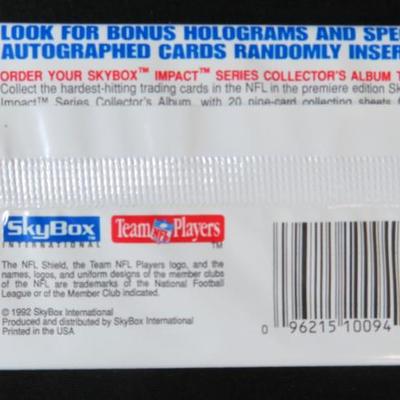 LOOK FOR BONUS HOLOGRAMS AND SPE
AUTOGRAPHED CARDS RANDOMLY INSER
ORDER YOUR SKYBOX™ IMPACT™ SERIES COLLECTOR'S ALBUM T
Collect the hardest-hitting trading cards in the NFL in the premiere edition Sk
Impact™ Series Collector's Album, with 20 nine-card collecting sheets
SkyBox™
INTERNATIONAL
Team NFL Players
The NFL Shield, the Team NFL Players logo, and the
names, logos, and uniform designs of the member clubs
of the NFL are trademarks of the National Football
League or of the Member Club indicated.
© 1992 SkyBox International
Produced and distributed by SkyBox International
Printed in the USA
0 96215 10094